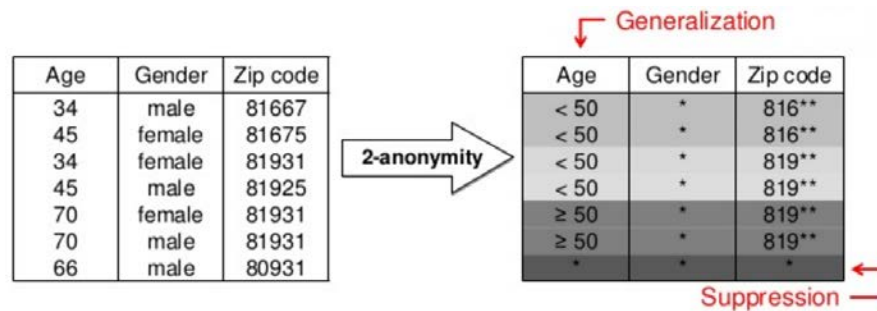 Generalization
Age Gender Zip code
34 male 81667
45 female 81675
34 female 81931
45 male 81925
70 female 81931
70 male 81931
66 male 80931
2-anonymity
Age Gender Zip code
< 50 * 816**
< 50 * 816**
< 50 * 819**
< 50 * 819**
≥ 50 * 819**
≥ 50 * 819**
* * *
Suppression